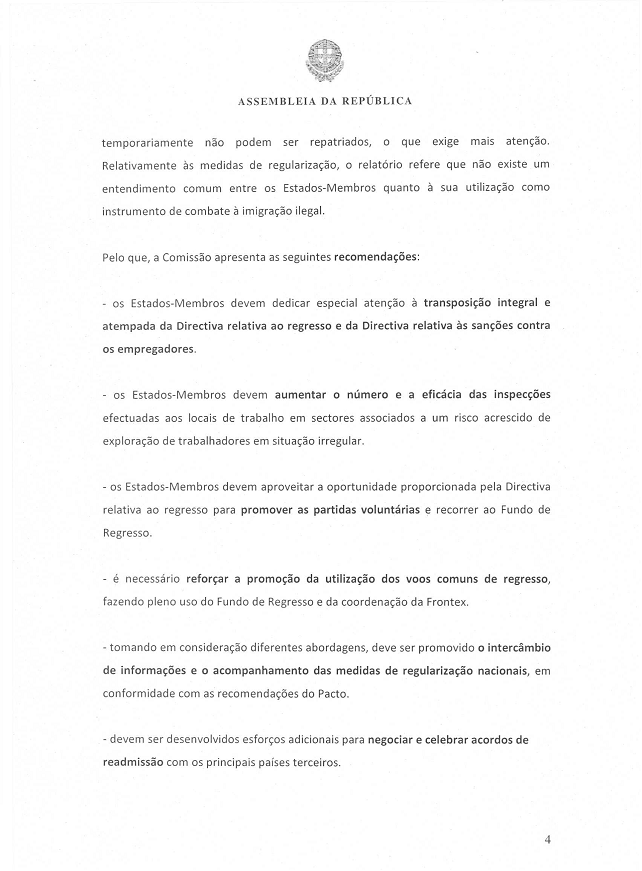 ASSEMBLEIA DA REPÚBLICA
temporariamente não podem ser repatriados, o que exige mais atenção.
Relativamente às medidas de regularização, o relatório refere que não existe um
entendimento comum entre os Estados-Membros quanto à sua utilização como
instrumento de combate à imigração ilegal.
Pelo que, a Comissão apresenta as seguintes recomendações:
- os Estados-Membros devem dedicar especial atenção à transposição integral e
atempada da Directiva relativa ao regresso e da Directiva relativa às sanções contra
os empregadores.
- os Estados-Membros devem aumentar o número e a eficácia das inspecções
efectuadas aos locais de trabalho em sectores associados a um risco acrescido de
exploração de trabalhadores em situação irregular.
- os Estados-Membros devem aproveitar a oportunidade proporcionada pela Directiva
relativa ao regresso para promover as partidas voluntárias e recorrer ao Fundo de
Regresso.
- é necessário reforçar a promoção da utilização dos voos comuns de regresso,
fazendo pleno uso do Fundo de Regresso e da coordenação da Frontex.
- tomando em consideração diferentes abordagens, deve ser promovido o intercâmbio
de informações e o acompanhamento das medidas de regularização nacionais, em
conformidade com as recomendações do Pacto.
- devem ser desenvolvidos esforços adicionais para negociar e celebrar acordos de
readmissão com os principais países terceiros.
4